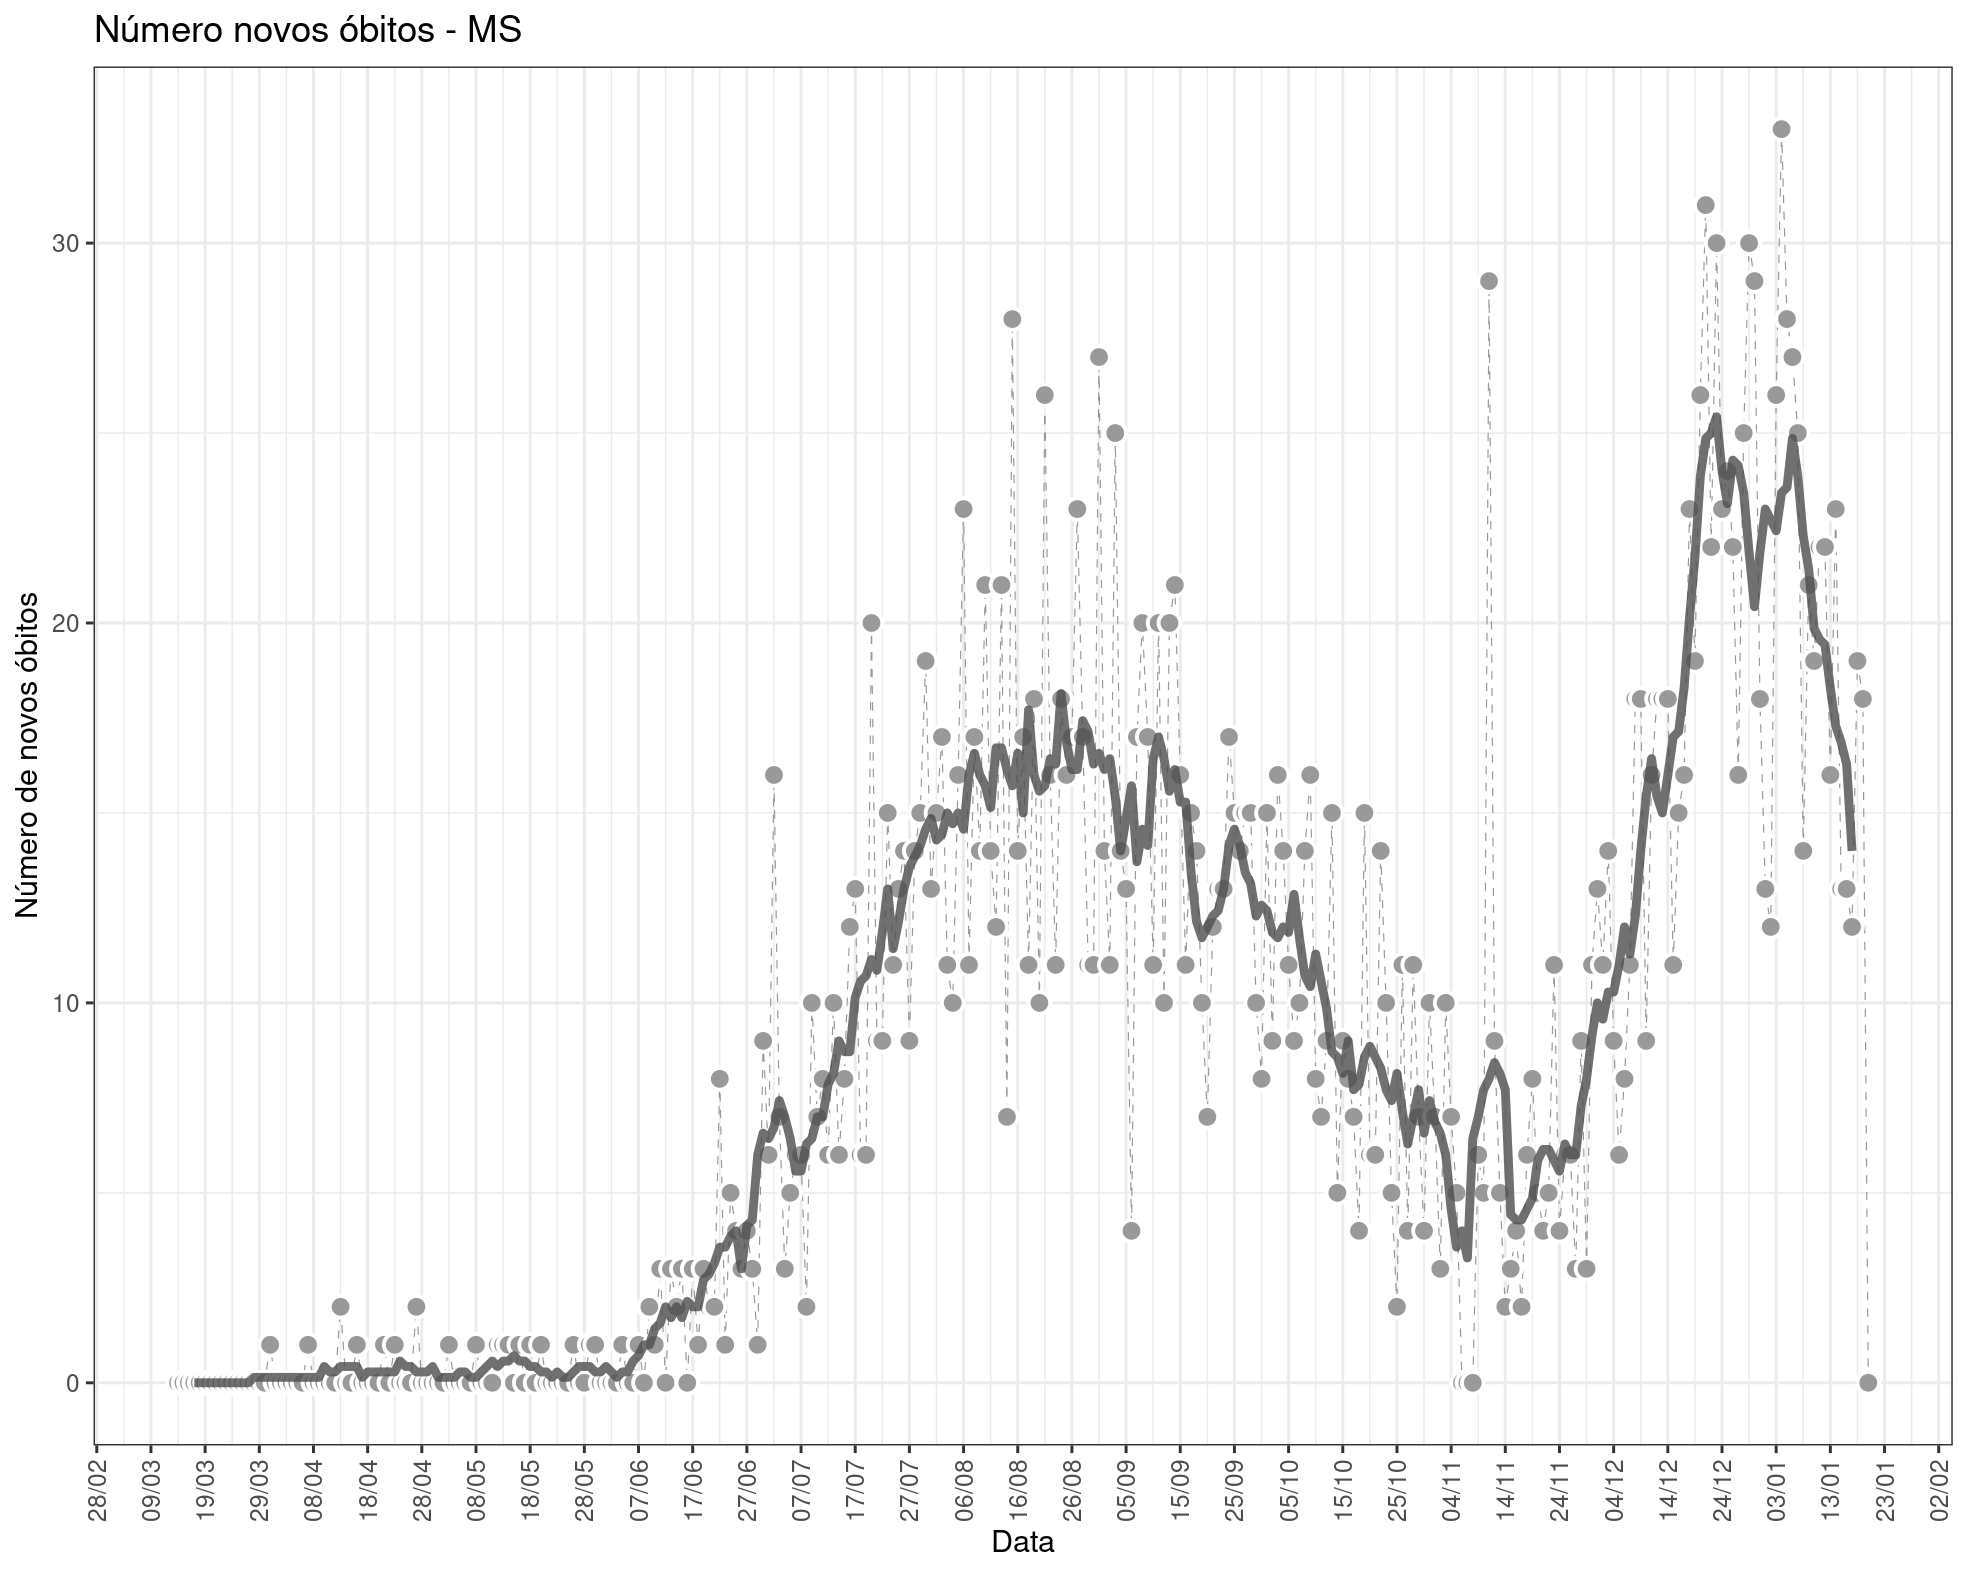 Número novos óbitos - MS
Número de novos óbitos
30
20
10
0
28/02 09/03 19/03 29/03 08/04 18/04 28/04 08/05 18/05 28/05 07/06 17/06 27/06 07/07 17/07 27/07 06/08 16/08 26/08 05/09 15/09 25/09 05/10 15/10 25/10 04/11 14/11 24/11 04/12 14/12 24/12 03/01 13/01 23/01 02/02
Data